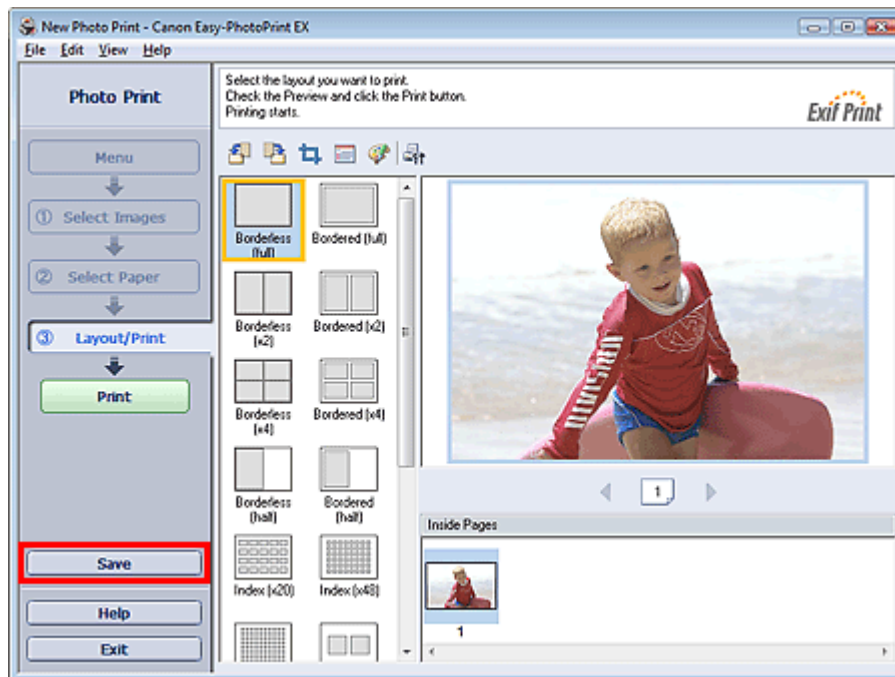 New Photo Print - Canon Easy-PhotoPrint EX
File Edit View Help
Photo Print
Select the layout you want to print.
Check the Preview and click the Print button.
Printing starts.
Exif Print
Menu
① Select Images
② Select Paper
③ Layout/Print
Print
Save
Help
Exit
Borderless
(full)
Bordered (full)
Borderless
(x2)
Bordered (x2)
Borderless
(x4)
Bordered (x4)
Borderless
(half)
Bordered
(half)
Index (x20)
Index (x48)
1
Inside Pages
1